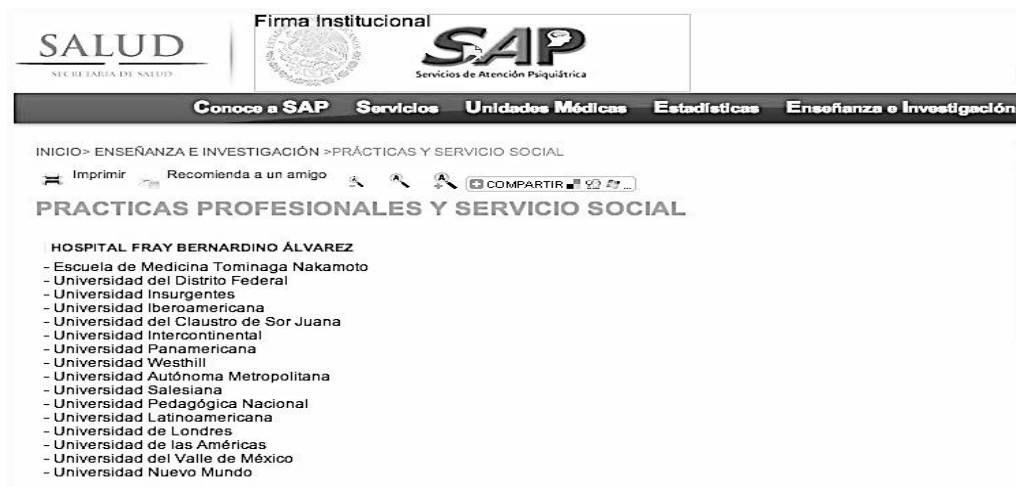 Firma Institucional
SALUD
SECRETARÍA DE SALUD
SAP
Servicios de Atención Psiquiátrica
Conoce a SAP Servicios Unidades Médicas Estadísticas Enseñanza e Investigación
INICIO> ENSEÑANZA E INVESTIGACIÓN >PRÁCTICAS Y SERVICIO SOCIAL
Imprimir Recomienda a un amigo COMPARTIR ...
PRACTICAS PROFESIONALES Y SERVICIO SOCIAL
HOSPITAL FRAY BERNARDINO ÁLVAREZ
- Escuela de Medicina Tominaga Nakamoto
- Universidad del Distrito Federal
- Universidad Insurgentes
- Universidad Iberoamericana
- Universidad del Claustro de Sor Juana
- Universidad Intercontinental
- Universidad Panamericana
- Universidad Westhill
- Universidad Autónoma Metropolitana
- Universidad Salesiana
- Universidad Pedagógica Nacional
- Universidad Latinoamericana
- Universidad de Londres
- Universidad de las Américas
- Universidad del Valle de México
- Universidad Nuevo Mundo